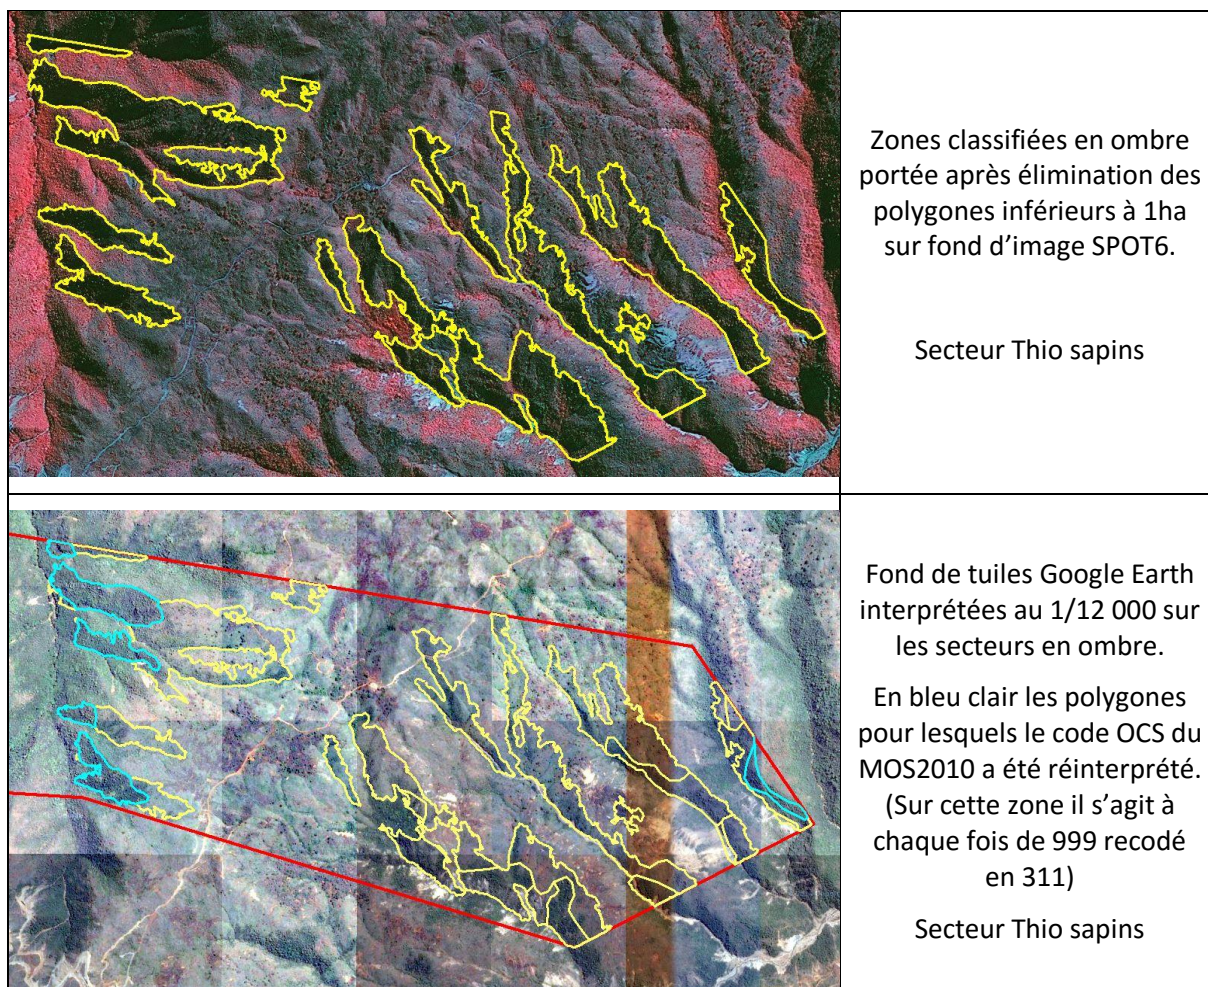 Zones classifiées en ombre
portée après élimination des
polygones inférieurs à 1ha
sur fond d’image SPOT6.
Secteur Thio sapins
Fond de tuiles Google Earth
interprétées au 1/12 000 sur
les secteurs en ombre.
En bleu clair les polygones
pour lesquels le code OCS du
MOS2010 a été réinterprété.
(Sur cette zone il s’agit à
chaque fois de 999 recodé
en 311)
Secteur Thio sapins